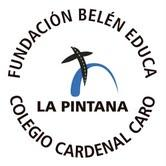 FUNDACIÓN BELÉN EDUCA
LA PINTANA
COLEGIO CARDENAL CARO